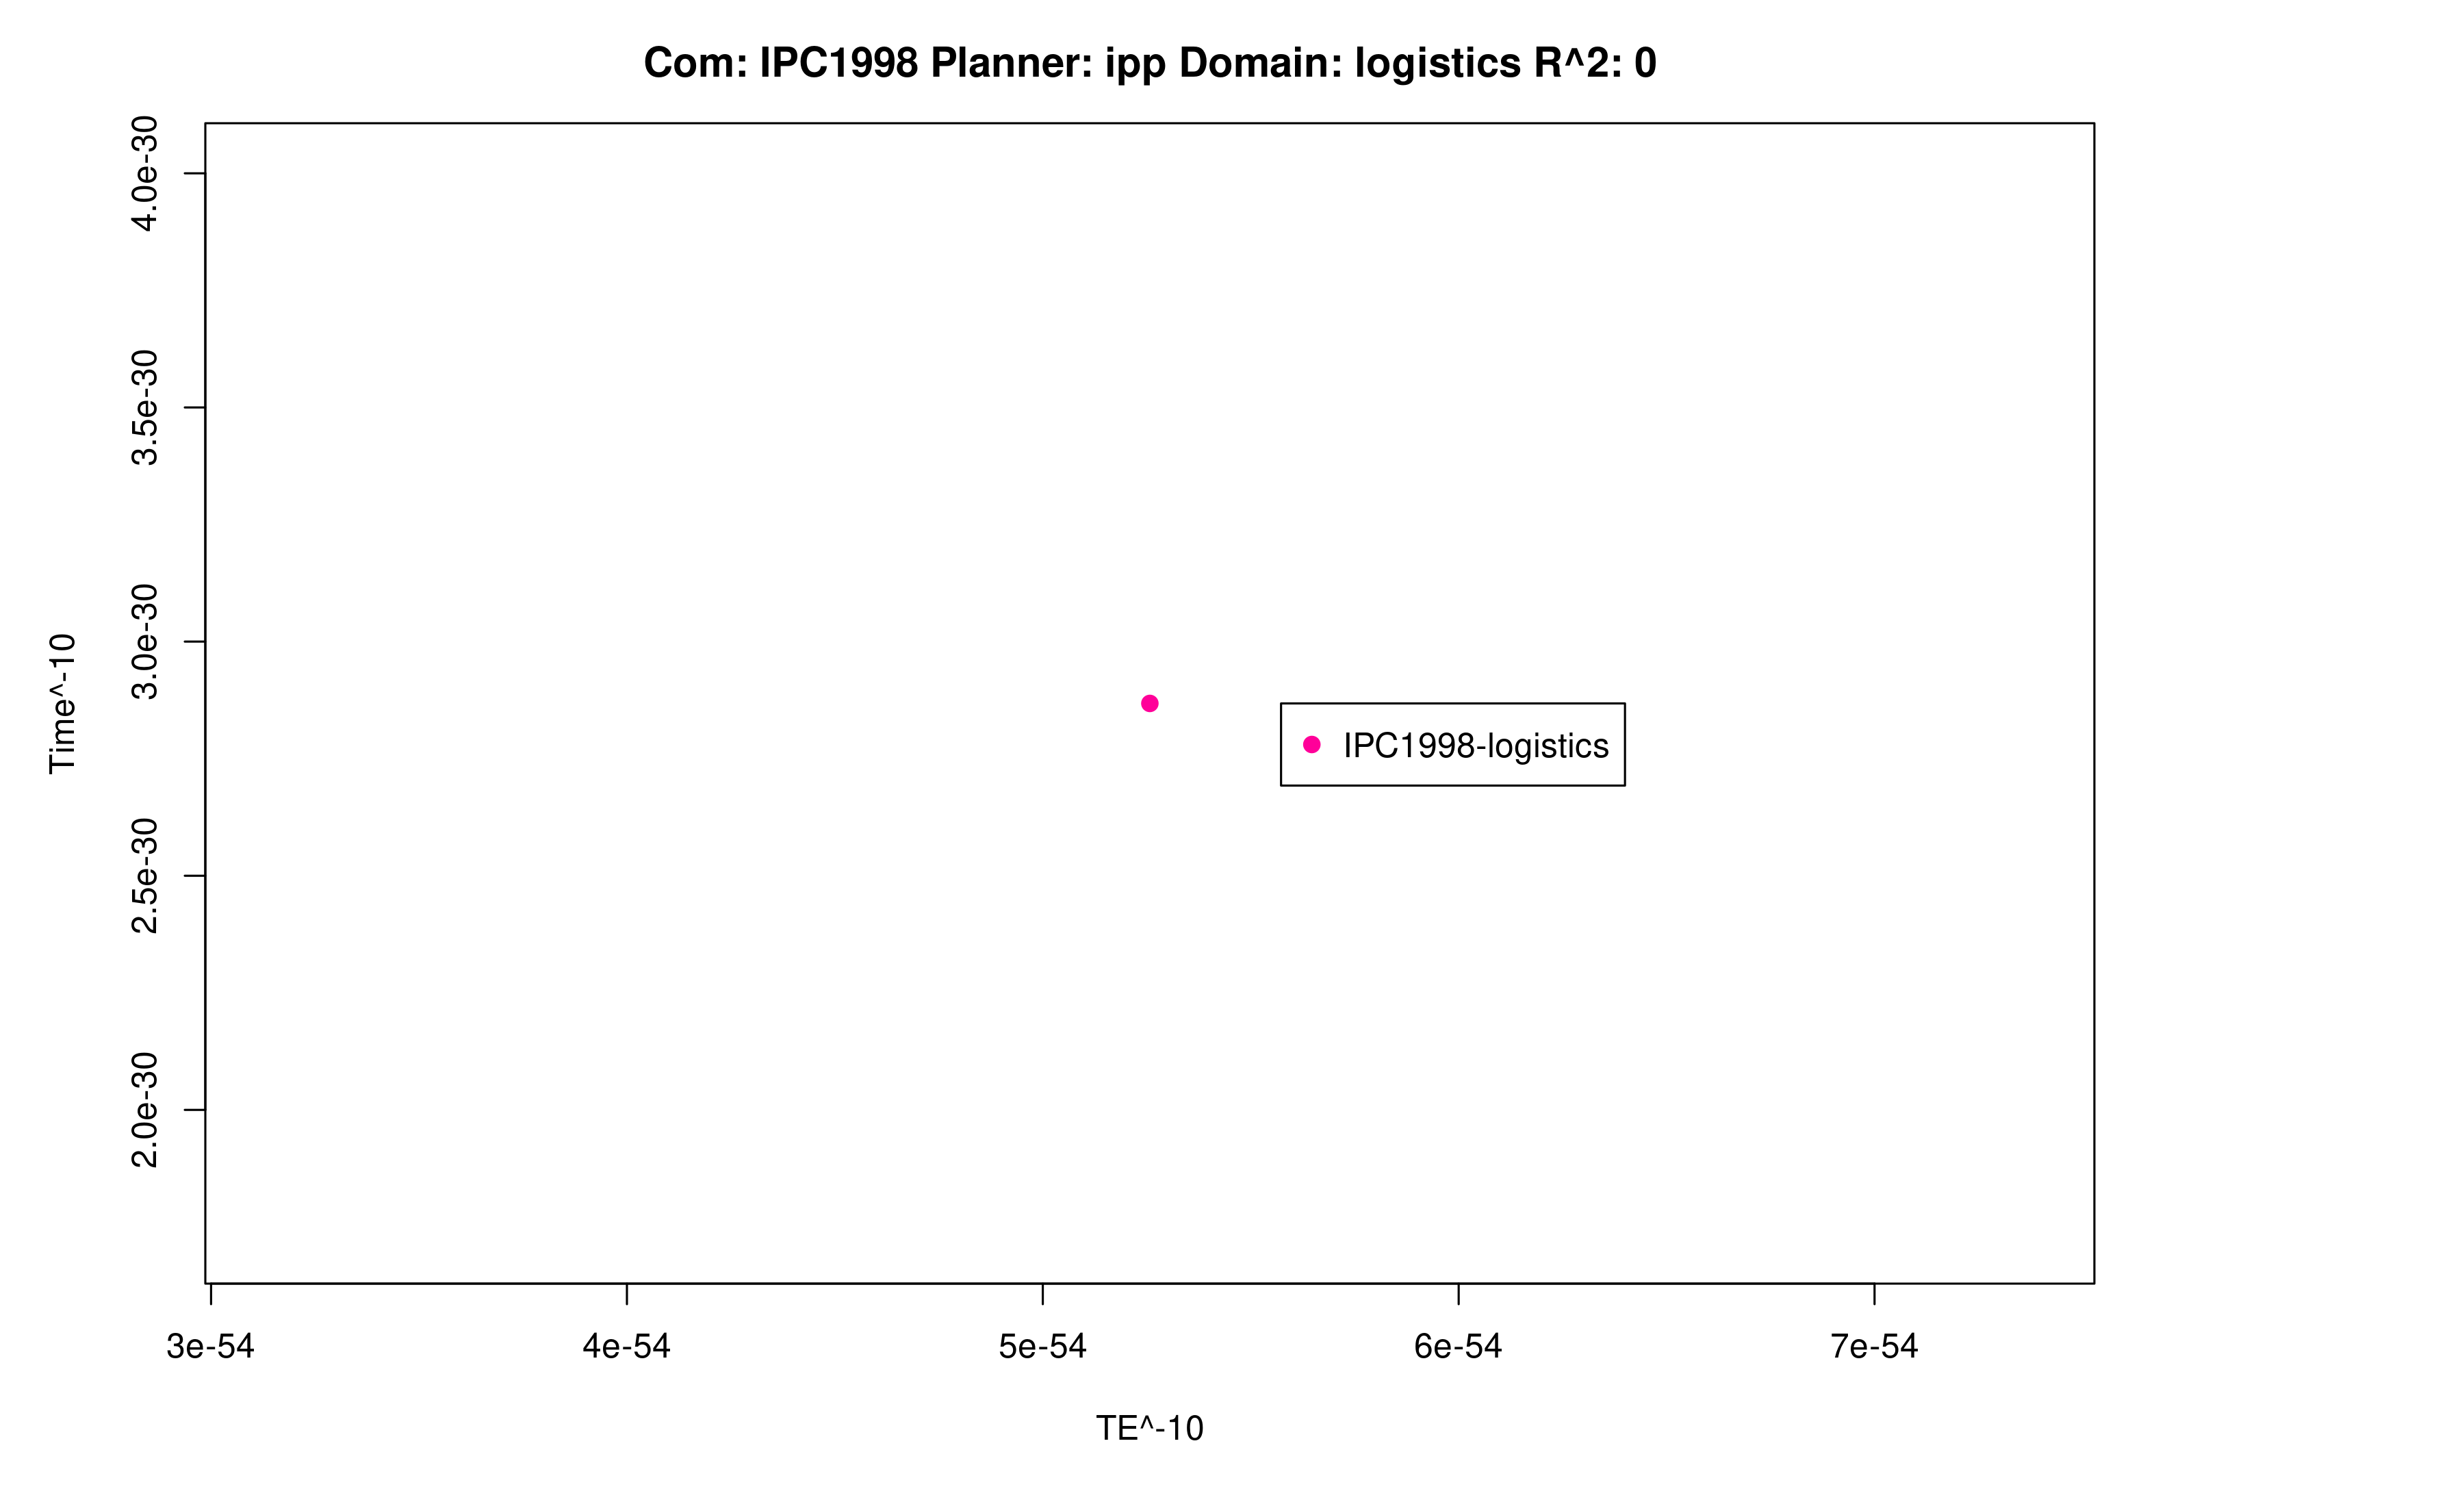 Com: IPC1998 Planner: ipp Domain: logistics R^2: 0
4.0e-30
3.5e-30
3.0e-30
2.5e-30
2.0e-30
Time^-10
IPC1998-logistics
3e-54 4e-54 5e-54 6e-54 7e-54
TE^-10